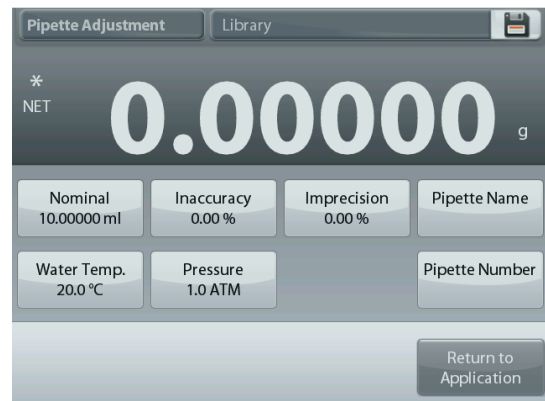 Pipette Adjustment Library
*
NET
0.00000 g
Nominal Inaccuracy Imprecision Pipette Name
10.00000 ml 0.00 % 0.00 %
Water Temp. Pressure Pipette Number
20.0 °C 1.0 ATM
Return to
Application